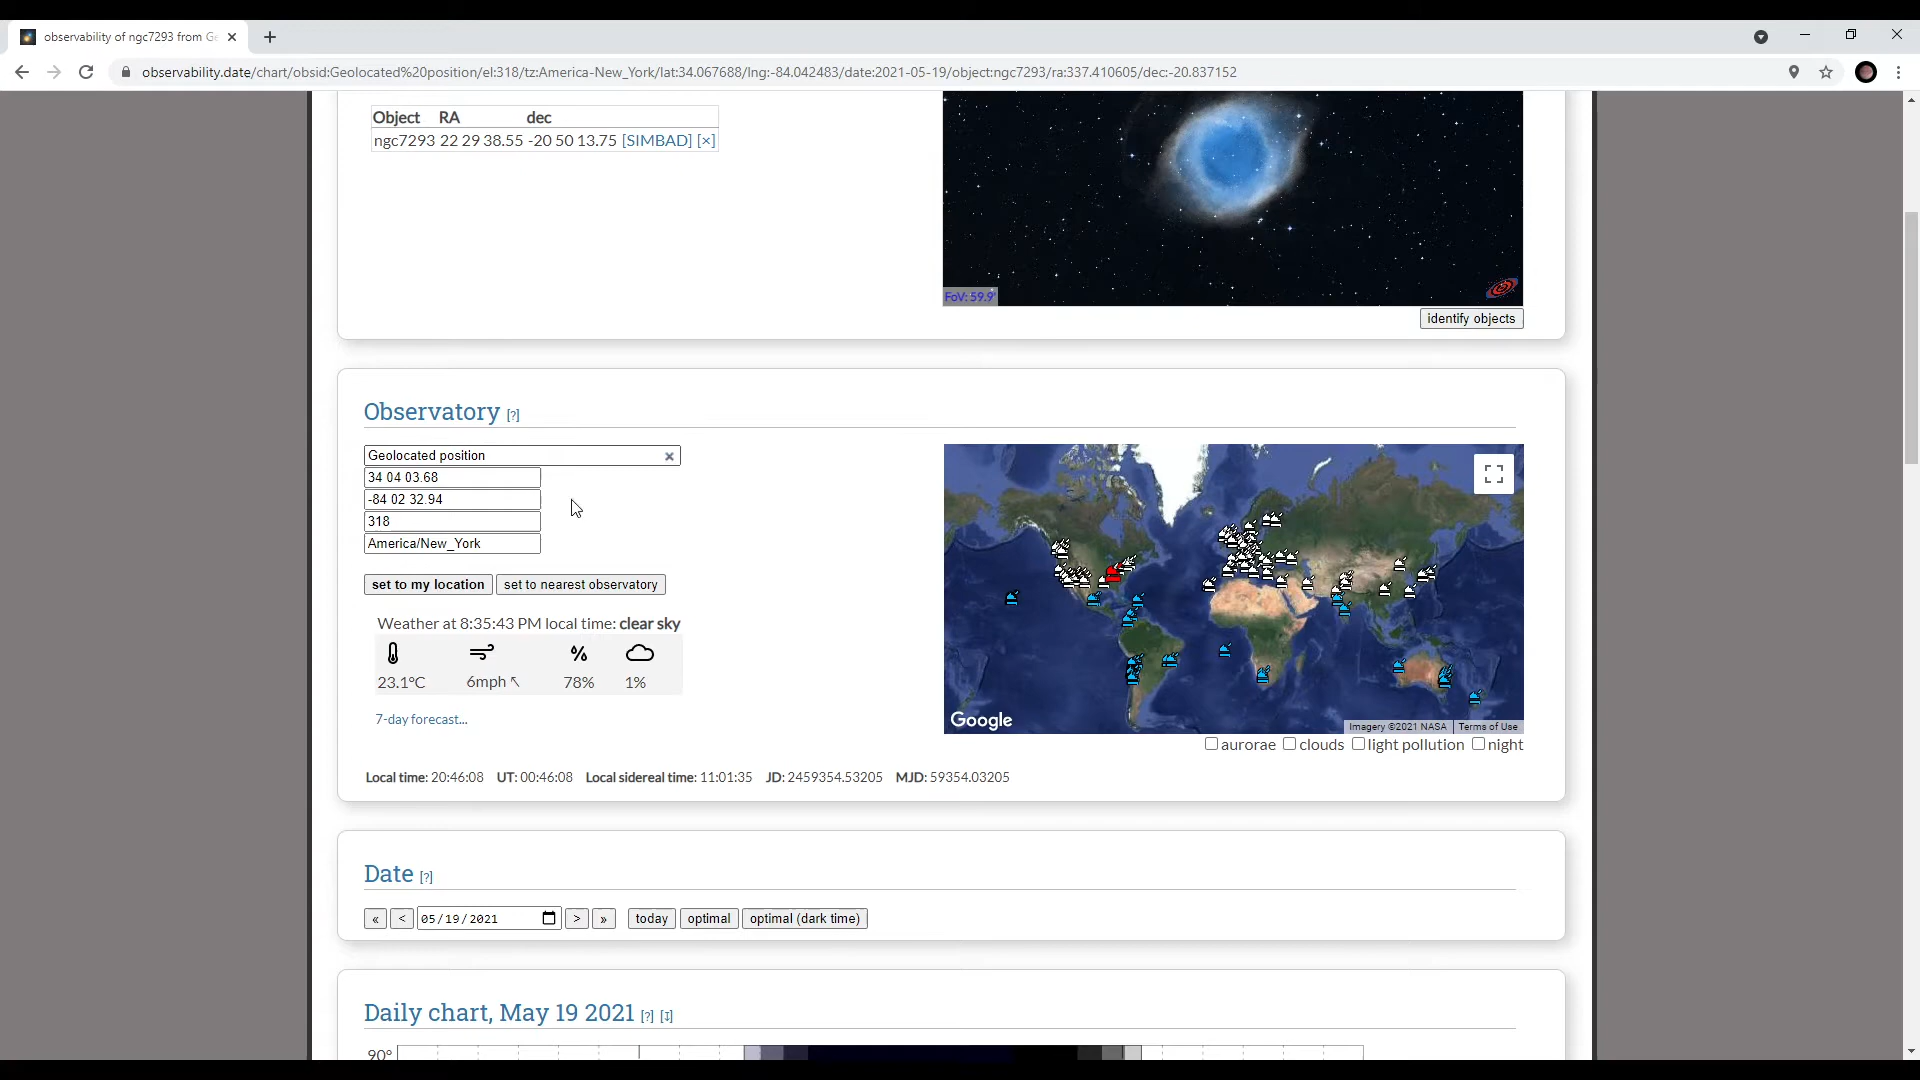 observability of ngc7293 from Ge
observability.date/chart/obsid:Geolocated%20position/el:318/tz:America-New_York/lat:34.067688/lng:-84.042483/date:2021-05-19/object:ngc7293/ra:337.410605/dec:-20.837152
Object RA dec
ngc7293 22 29 38.55 -20 50 13.75 [SIMBAD] [×]
FoV: 59.9'
identify objects
Observatory [?]
Geolocated position ×
34 04 03.68
-84 02 32.94
318
America/New_York
set to my location set to nearest observatory
Weather at 8:35:43 PM local time: clear sky
%
23.1°C 6mph ↖ 78% 1%
7-day forecast...
Google
Imagery ©2021 NASA Terms of Use
aurorae clouds light pollution night
Local time: 20:46:08 UT: 00:46:08 Local sidereal time: 11:01:35 JD: 2459354.53205 MJD: 59354.03205
Date [?]
« < 05/19/2021 > » today optimal optimal (dark time)
Daily chart, May 19 2021 [?] [↧]
90°